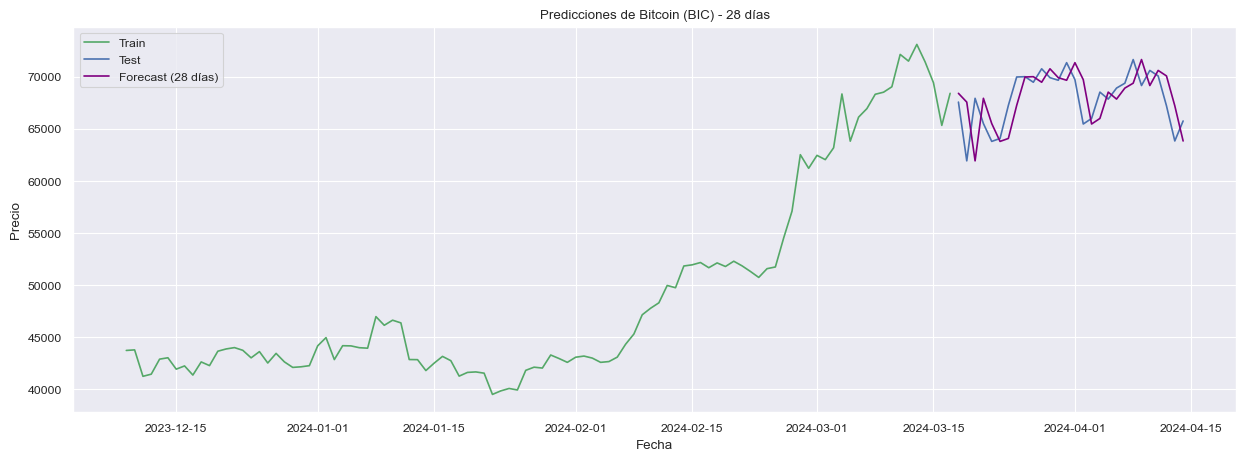 Predicciones de Bitcoin (BIC) - 28 días
Train
Test
Forecast (28 días)
Precio
70000
65000
60000
55000
50000
45000
40000
2023-12-15
2024-01-01
2024-01-15
2024-02-01
2024-02-15
2024-03-01
2024-03-15
2024-04-01
2024-04-15
Fecha